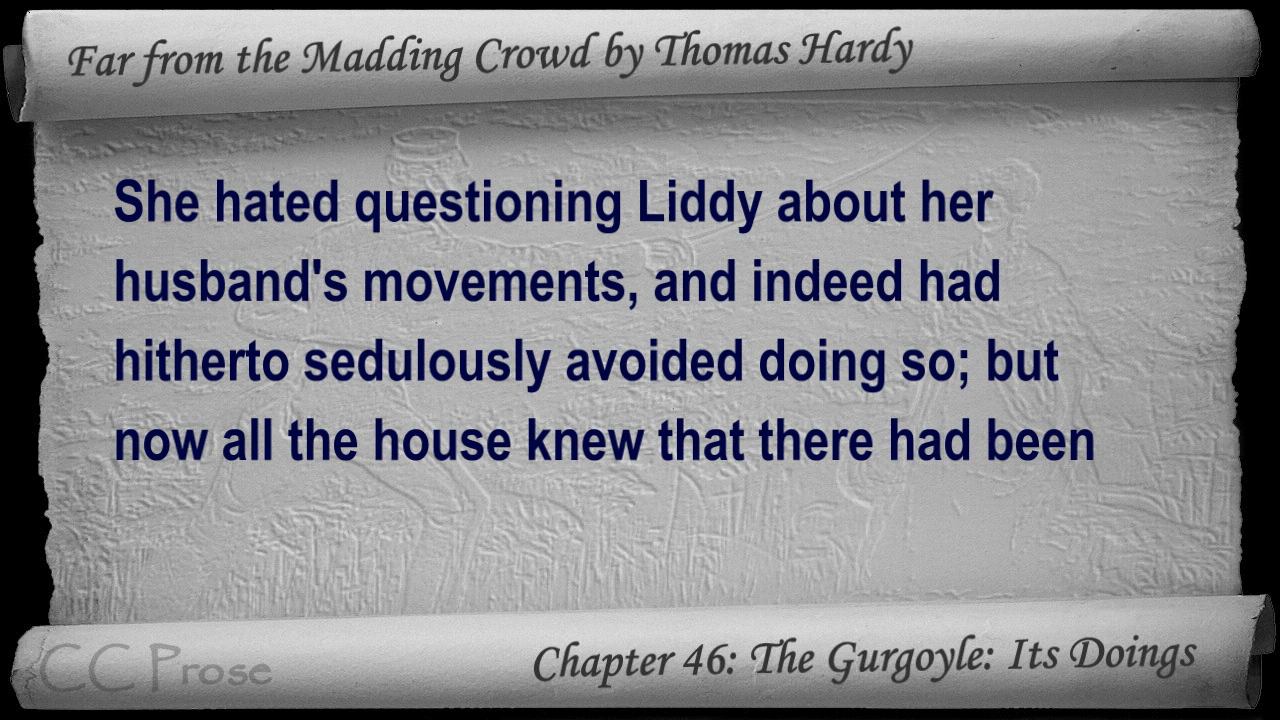 Far from the Madding Crowd by Thomas Hardy
She hated questioning Liddy about her
husband's movements, and indeed had
hitherto sedulously avoided doing so; but
now all the house knew that there had been
CC Prose
Chapter 46: The Gurgoyle: Its Doings